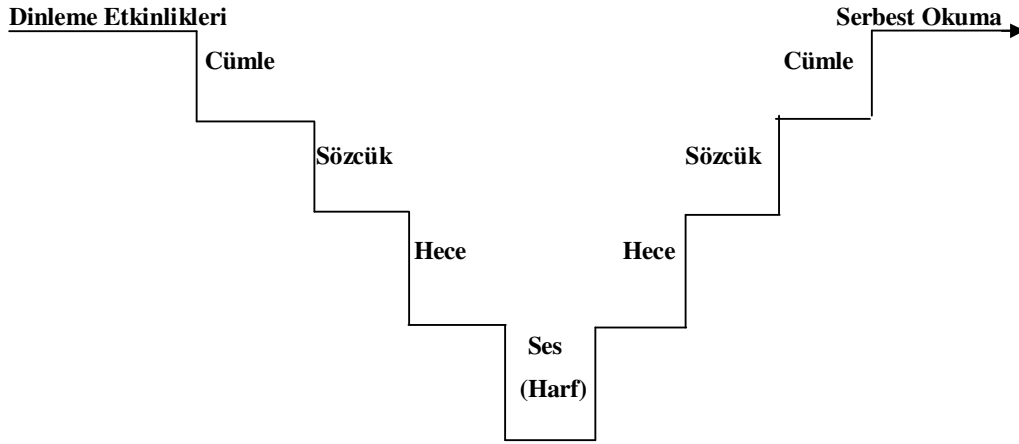 Dinleme Etkinlikleri
Serbest Okuma
Cümle
Cümle
Sözcük
Sözcük
Hece
Hece
Ses
(Harf)